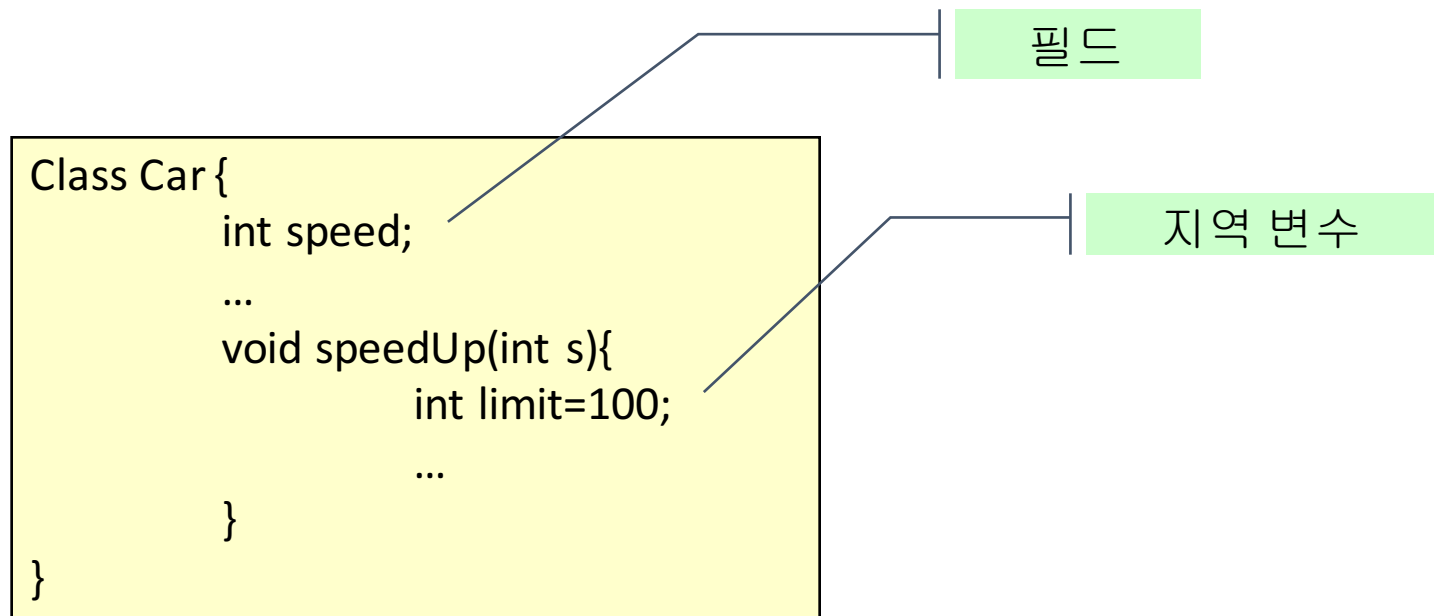 필드
Class Car {
int speed;
지역 변수
...
void speedUp(int s){
int limit=100;
...
}
}